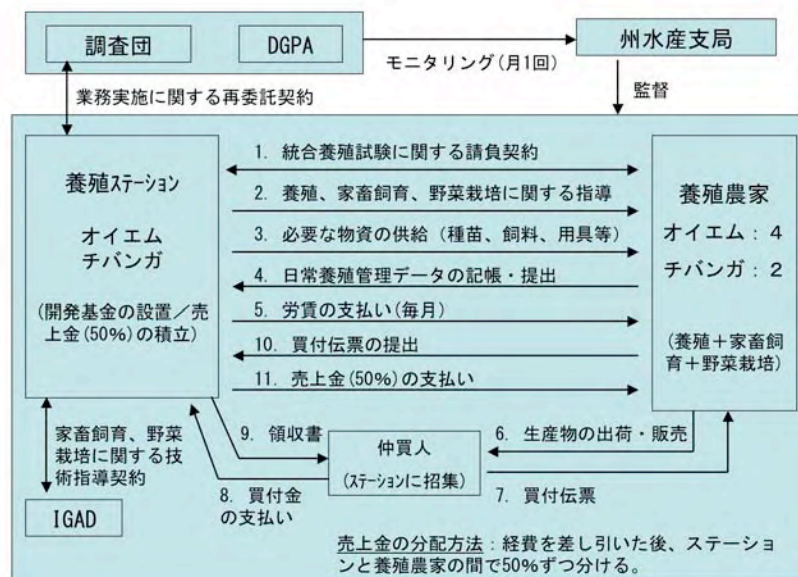 調査団
DGPA
モニタリング(月1回)
州水産支局
業務実施に関する再委託契約
監督
養殖ｽﾃｰｼｮﾝ
オイエム
チバンガ
(開発基金の設置／売
上金(50%)の積立)
1. 統合養殖試験に関する請負契約
2. 養殖、家畜飼育、野菜栽培に関する指導
3. 必要な物資の供給（種苗、飼料、用具等）
4. 日常養殖管理データの記帳・提出
5. 労賃の支払い(毎月)
10. 買付伝票の提出
11. 売上金(50%)の支払い
養殖農家
オイエム：4
チバンガ：2
(養殖＋家畜飼
育＋野菜栽培)
家畜飼育、野菜
栽培に関する技
術指導契約
IGAD
9. 領収書
仲買人
(ｽﾃｰｼｮﾝに招集)
6. 生産物の出荷・販売
7. 買付伝票
8. 買付金
の支払い
売上金の分配方法：経費を差し引いた後、ステーショ
ンと養殖農家の間で50%ずつ分ける。